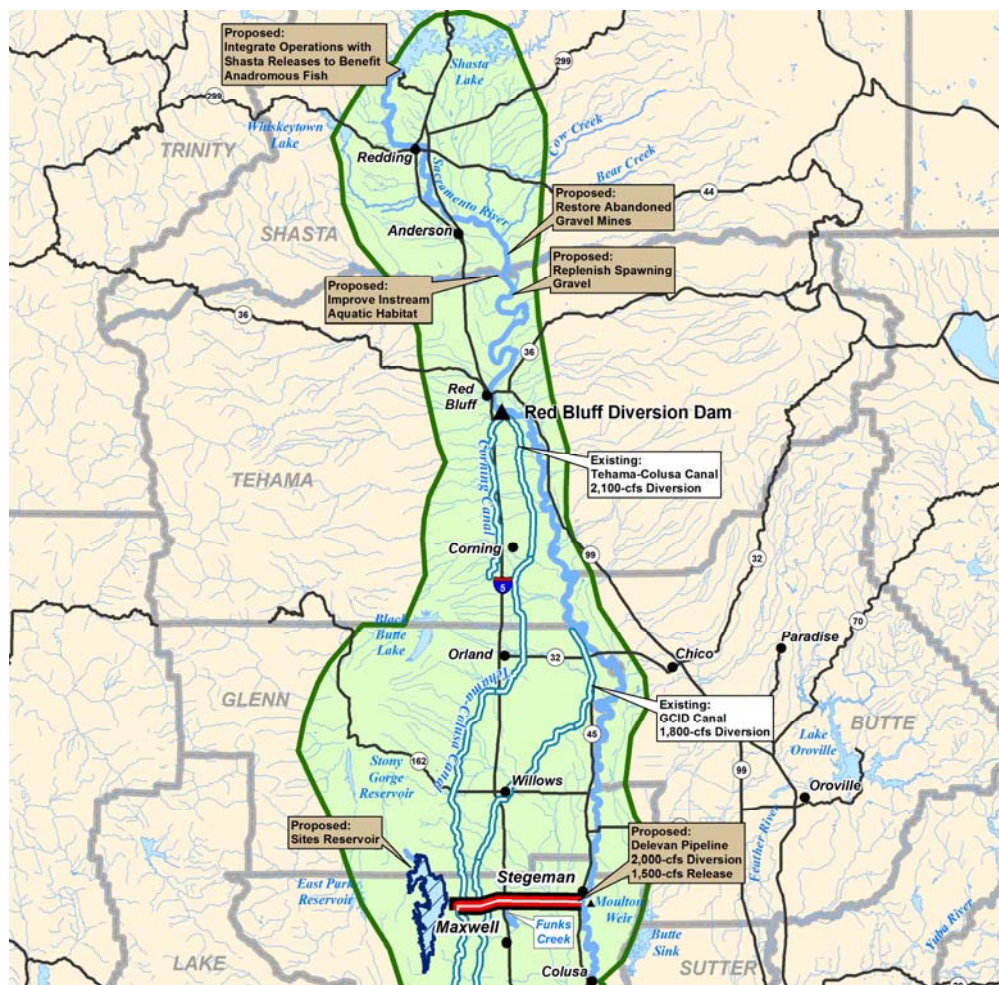 Proposed:
Integrate Operations with
Shasta Releases to Benefit
Anadromous Fish
Shasta
Lake
299
299
Whiskeytown
Lake
TRINITY
Redding
Cow Creek
Bear Creek
44
Sacramento River
Proposed:
Restore Abandoned
Gravel Mines
SHASTA
Anderson
Proposed:
Replenish Spawning
Gravel
Proposed:
Improve Instream
Aquatic Habitat
36
36
Red
Bluff
Red Bluff Diversion Dam
Corning Canal
Existing:
Tehama-Colusa Canal
2,100-cfs Diversion
TEHAMA
Corning
99
32
5
Black
Butte
Lake
Orland
32
Chico
Paradise
70
Tehama-Colusa Canal
GLENN
Existing:
GCID Canal
1,800-cfs Diversion
BUTTE
Lake
Oroville
45
162
Stony
Gorge
Reservoir
Willows
99
Oroville
Feather River
Proposed:
Sites Reservoir
Proposed:
Delevan Pipeline
2,000-cfs Diversion
1,500-cfs Release
Stegeman
East Park
Reservoir
Moulton
Weir
Maxwell
Funks
Creek
Butte
Sink
Yuba River
LAKE
Colusa
SUTTER